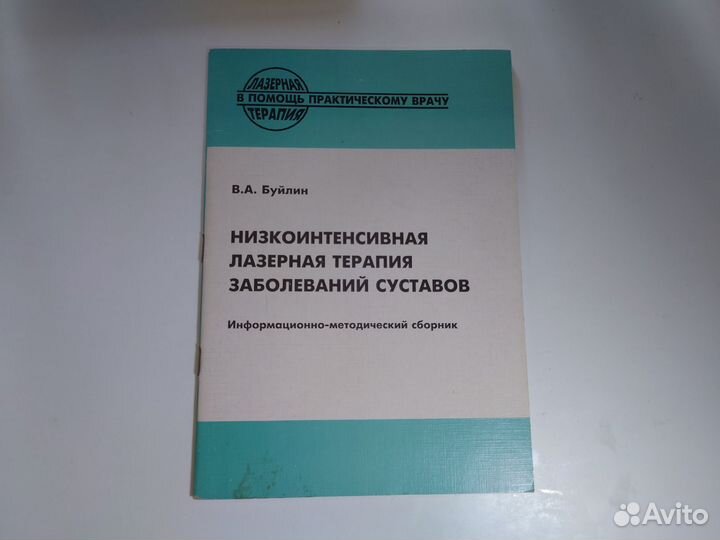 ЛАЗЕРНАЯ
В ПОМОЩЬ ПРАКТИЧЕСКОМУ ВРАЧУ
ТЕРАПИЯ
В.А. Буйлин
НИЗКОИНТЕНСИВНАЯ
ЛАЗЕРНАЯ ТЕРАПИЯ
ЗАБОЛЕВАНИЙ СУСТАВОВ
Информационно-методический сборник
Avito